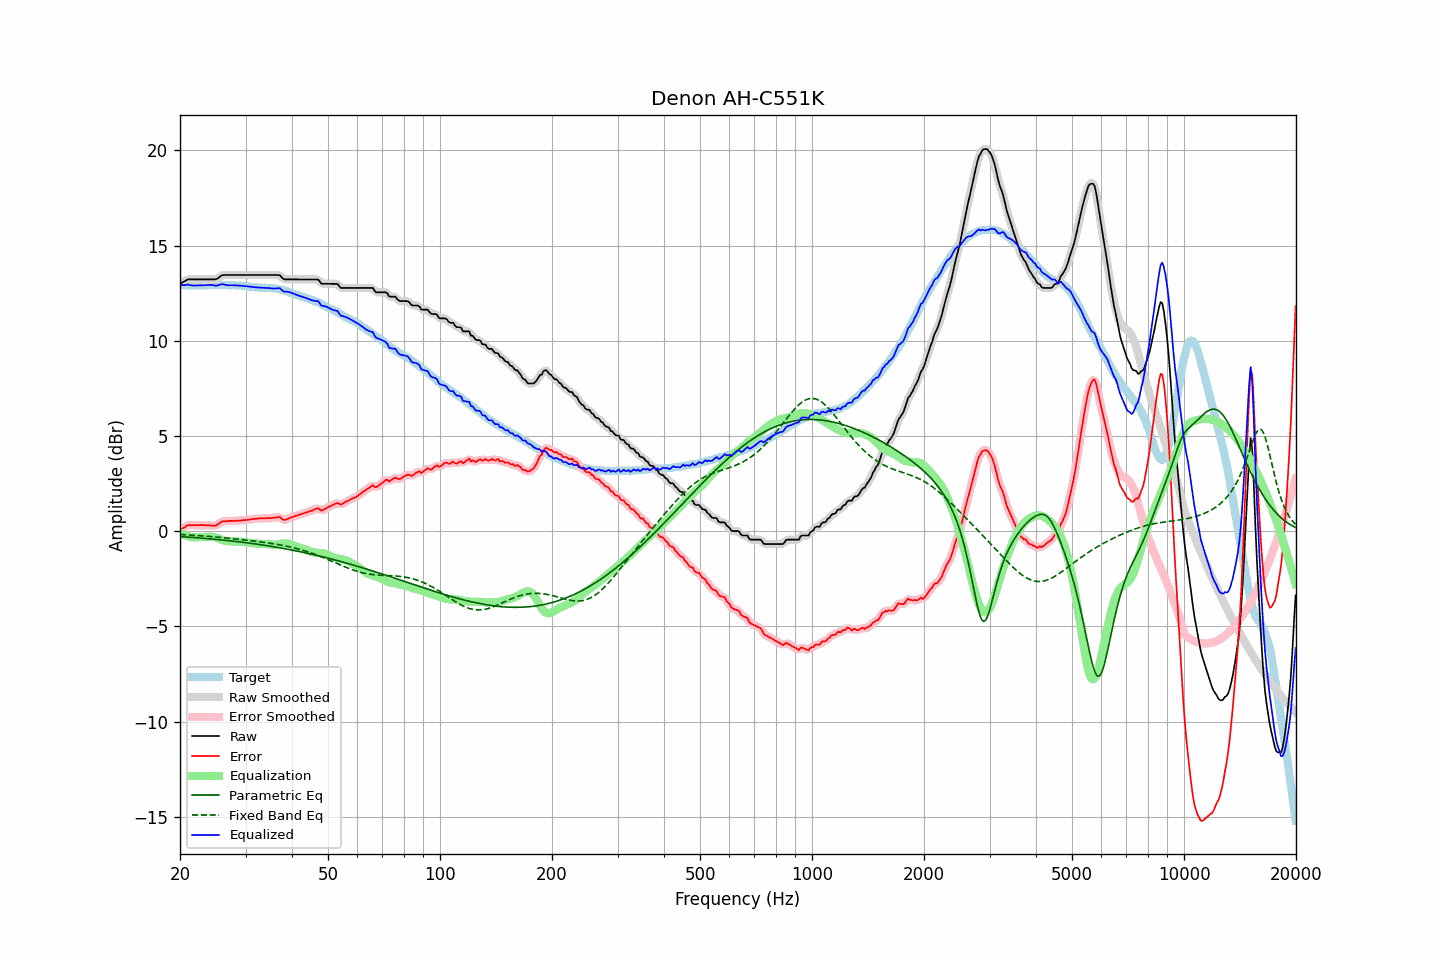 Denon AH-C551K
Amplitude (dBr)
20
15
10
5
0
−5
−10
−15
Target
Raw Smoothed
Error Smoothed
Raw
Error
Equalization
Parametric Eq
Fixed Band Eq
Equalized
20 50 100 200 500 1000 2000 5000 10000 20000
Frequency (Hz)